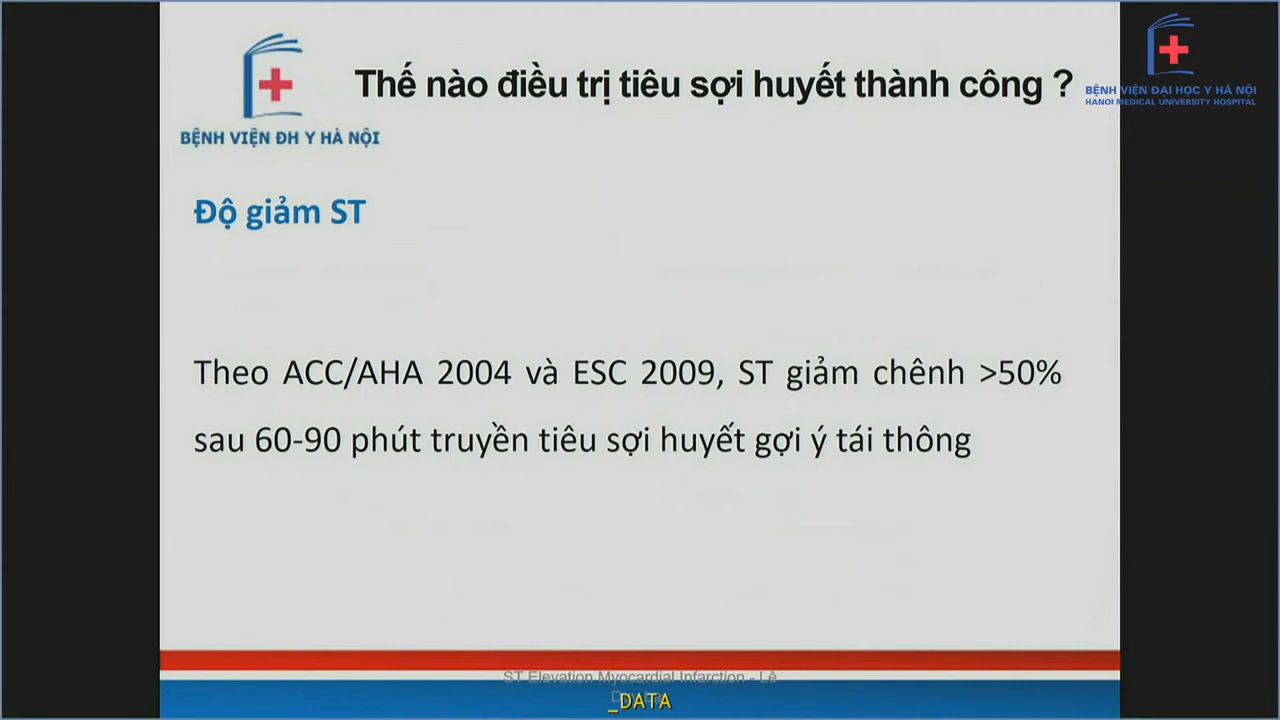 Thế nào điều trị tiêu sợi huyết thành công ?
BỆNH VIỆN ĐH Y HÀ NỘI
BỆNH VIỆN ĐẠI HỌC Y HÀ NỘI
HANOI MEDICAL UNIVERSITY HOSPITAL
Độ giảm ST
Theo ACC/AHA 2004 và ESC 2009, ST giảm chênh >50%
sau 60-90 phút truyền tiêu sợi huyết gợi ý tái thông
ST Elevation Myocardial Infarction - Lê
_DATA